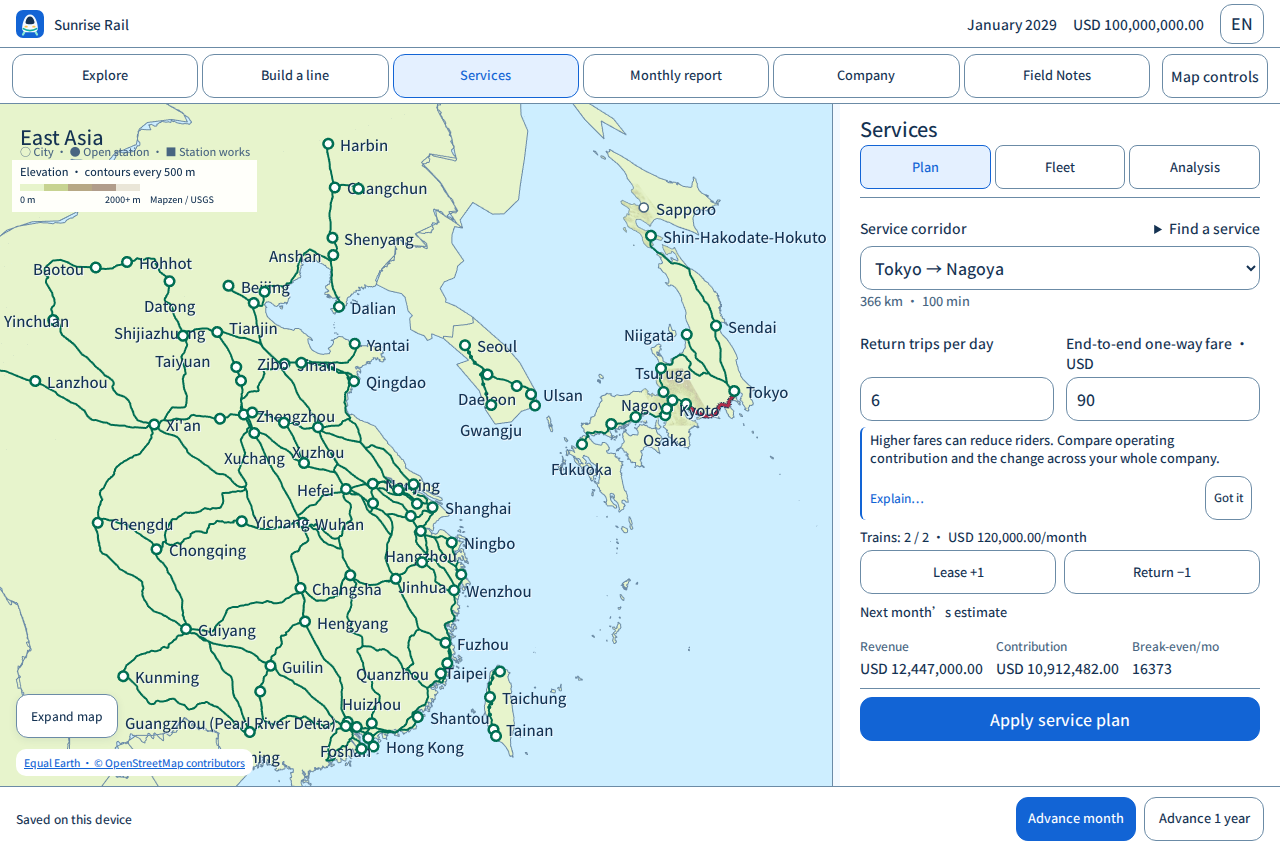 Sunrise Rail
January 2029 USD 100,000,000.00 EN
Explore Build a line Services Monthly report Company Field Notes Map controls
East Asia
City • Open station • Station works
Elevation • contours every 500 m
0 m 2000+ m Mapzen / USGS
Harbin
Changchun
Shenyang
Anshan
Baotou
Hohhot
Beijing
Datong
Dalian
Yinchuan
Shijiazhuang
Tianjin
Yantai
Taiyuan
Zibo
Jinan
Lanzhou
Qingdao
Xi'an
Zhengzhou
Xuchang
Xuzhou
Hefei
Nanjing
Shanghai
Chengdu
Yichang
Wuhan
Chongqing
Hangzhou
Ningbo
Changsha
Jinhua
Wenzhou
Guiyang
Hengyang
Fuzhou
Kunming
Guilin
Quanzhou
Taipei
Huizhou
Taichung
Guangzhou (Pearl River Delta)
Shantou
Tainan
Foshan
Hong Kong
Seoul
Daejeon
Ulsan
Gwangju
Sapporo
Shin-Hakodate-Hokuto
Niigata
Sendai
Tsuruga
Tokyo
Nagoya
Kyoto
Osaka
Fukuoka
Expand map
Equal Earth • © OpenStreetMap contributors
Services
Plan Fleet Analysis
Service corridor ▶ Find a service
Tokyo → Nagoya
366 km • 100 min
Return trips per day
End-to-end one-way fare • USD
6
90
Higher fares can reduce riders. Compare operating
contribution and the change across your whole company.
Explain… Got it
Trains: 2 / 2 • USD 120,000.00/month
Lease +1 Return −1
Next month’s estimate
Revenue Contribution Break-even/mo
USD 12,447,000.00 USD 10,912,482.00 16373
Apply service plan
Saved on this device
Advance month Advance 1 year